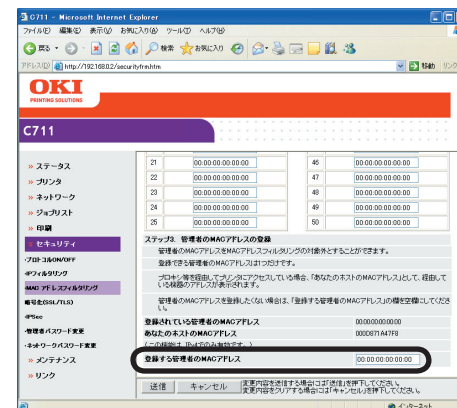 C711 - Microsoft Internet Explorer
ファイル(F) 編集(E) 表示(V) お気に入り(A) ツール(T) ヘルプ(H)
戻る 検索 お気に入り
アドレス(D) http://192.168.0.2/securityfrm.htm 移動 リンク
OKI
PRINTING SOLUTIONS
C711
» ステータス
» プリンタ
» ネットワーク
» ジョブリスト
» 印刷
» セキュリティ
・プロトコルON/OFF
・IPフィルタリング
・MAC アドレスフィルタリング
・暗号化(SSL/TLS)
・IPSec
・管理者パスワード変更
・ネットワークパスワード変更
» メンテナンス
» リンク
21 00:00:00:00:00:00 46 00:00:00:00:00:00
22 00:00:00:00:00:00 47 00:00:00:00:00:00
23 00:00:00:00:00:00 48 00:00:00:00:00:00
24 00:00:00:00:00:00 49 00:00:00:00:00:00
25 00:00:00:00:00:00 50 00:00:00:00:00:00
ステップ3. 管理者のMACアドレスの登録
管理者のMACアドレスをMACアドレスフィルタリングの対象外とすることができます。
登録できる管理者のMACアドレスは1つだけです。
プロキシ等を経由してプリンタにアクセスしている場合、「あなたのホストのMACアドレス」として、経由している機器のアドレスが表示されます。
管理者のMACアドレスを登録したくない場合は、「登録する管理者のMACアドレス」の欄を空欄にしてください。
登録されている管理者のMACアドレス 00:00:00:00:00:00
あなたのホストのMACアドレス 000D871A47F8
(この機能は、IPv4でのみ有効です。)
登録する管理者のMACアドレス 00:00:00:00:00:00
送信 キャンセル 変更内容を送信する場合には「送信」を押下してください。
変更内容をクリアする場合には「キャンセル」を押下してください。
インターネット